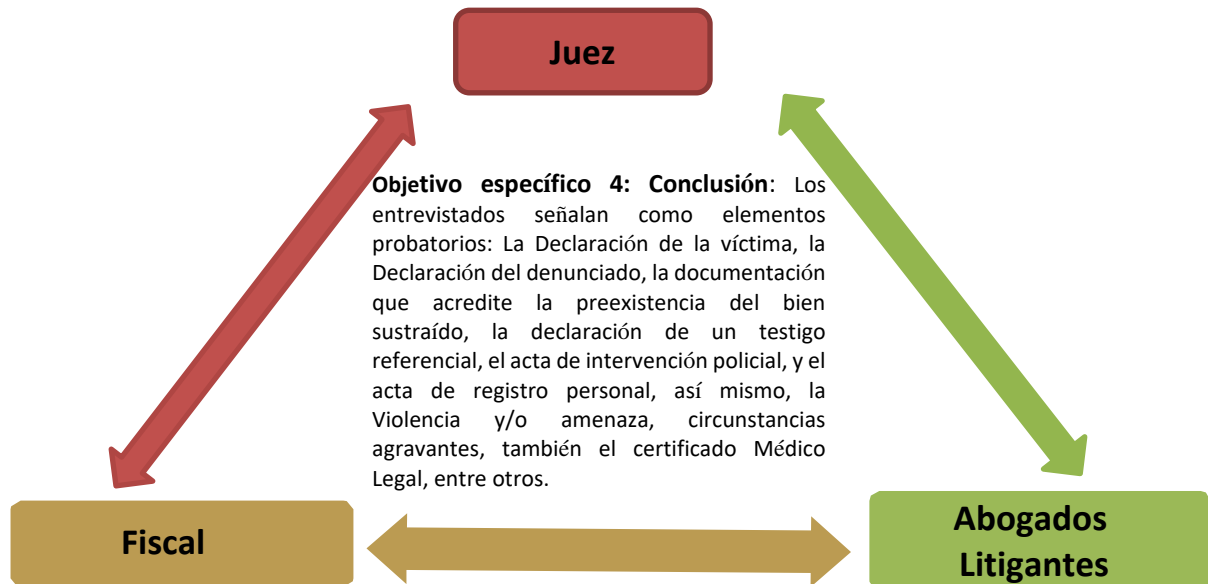 Juez
Objetivo específico 4: Conclusión: Los
entrevistados señalan como elementos
probatorios: La Declaración de la víctima, la
Declaración del denunciado, la documentación
que acredite la preexistencia del bien
sustraído, la declaración de un testigo
referencial, el acta de intervención policial, y el
acta de registro personal, así mismo, la
Violencia y/o amenaza, circunstancias
agravantes, también el certificado Médico
Legal, entre otros.
Fiscal
Abogados
Litigantes